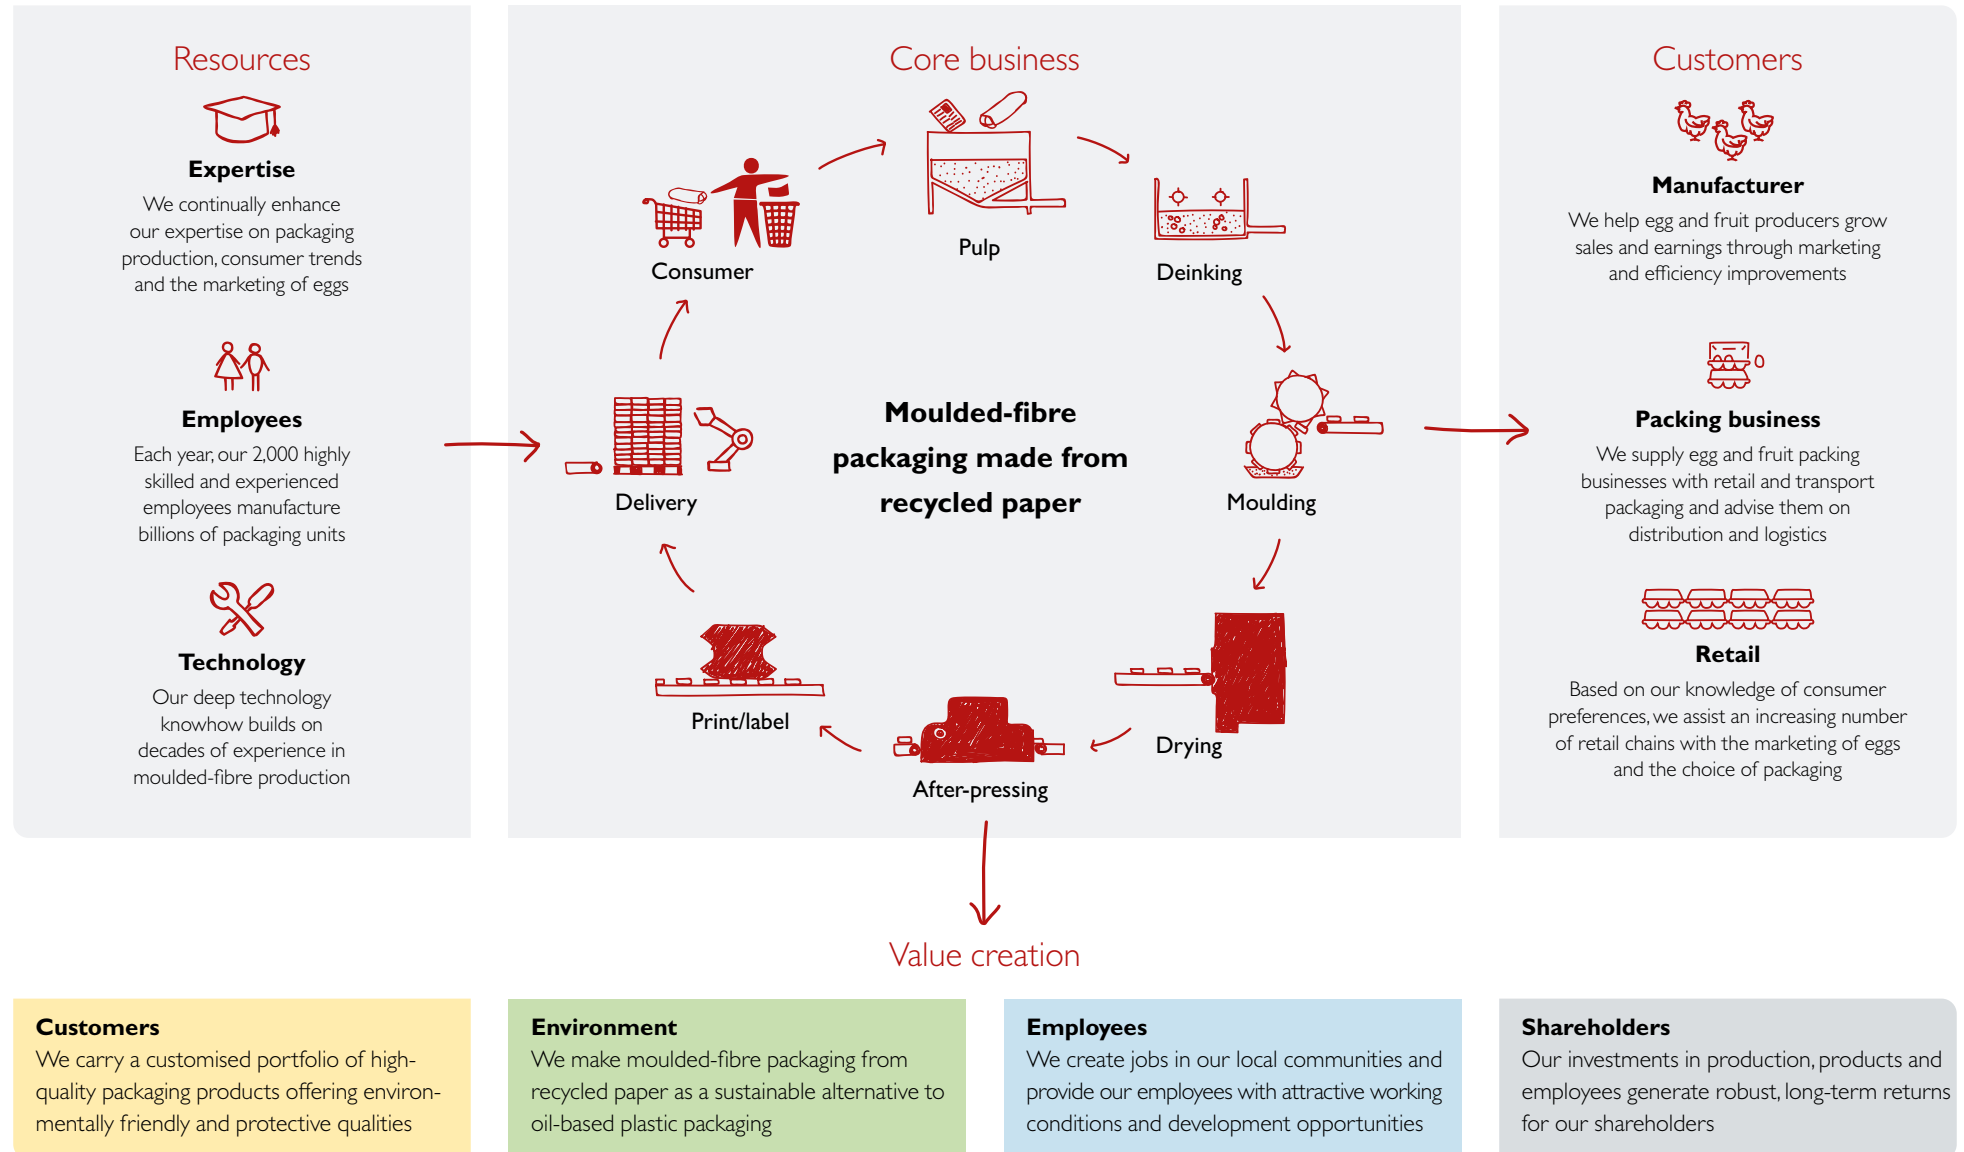 Resources
Expertise
We continually enhance
our expertise on packaging
production, consumer trends
and the marketing of eggs
Employees
Each year, our 2,000 highly
skilled and experienced
employees manufacture
billions of packaging units
Technology
Our deep technology
knowhow builds on
decades of experience in
moulded-fibre production
Core business
Pulp
Deinking
Moulding
Drying
After-pressing
Print/label
Delivery
Consumer
Moulded-fibre
packaging made from
recycled paper
Customers
Manufacturer
We help egg and fruit producers grow
sales and earnings through marketing
and efficiency improvements
Packing business
We supply egg and fruit packing
businesses with retail and transport
packaging and advise them on
distribution and logistics
Retail
Based on our knowledge of consumer
preferences, we assist an increasing number
of retail chains with the marketing of eggs
and the choice of packaging
Value creation
Customers
We carry a customised portfolio of high-
quality packaging products offering environ-
mentally friendly and protective qualities
Environment
We make moulded-fibre packaging from
recycled paper as a sustainable alternative to
oil-based plastic packaging
Employees
We create jobs in our local communities and
provide our employees with attractive working
conditions and development opportunities
Shareholders
Our investments in production, products and
employees generate robust, long-term returns
for our shareholders